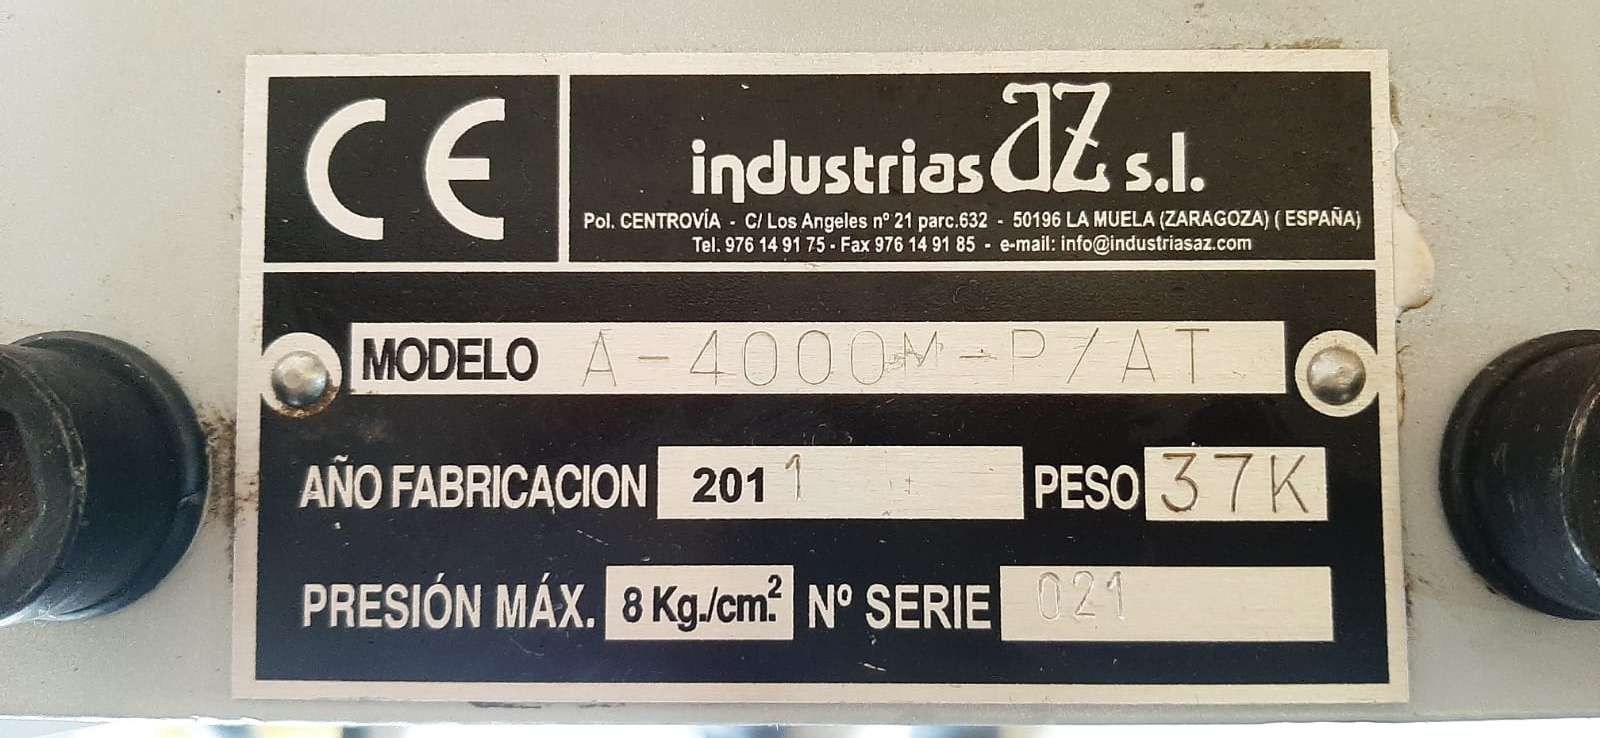 CE
industrias AZ s.l.
Pol. CENTROVÍA - C/ Los Angeles nº 21 parc.632 - 50196 LA MUELA (ZARAGOZA) ( ESPAÑA)
Tel. 976 14 91 75 - Fax 976 14 91 85 - e-mail: info@industriasaz.com
MODELO A-4000M-P/AT
AÑO FABRICACION 2011 PESO 37K
PRESIÓN MÁX. 8 Kg./cm.² Nº SERIE 021